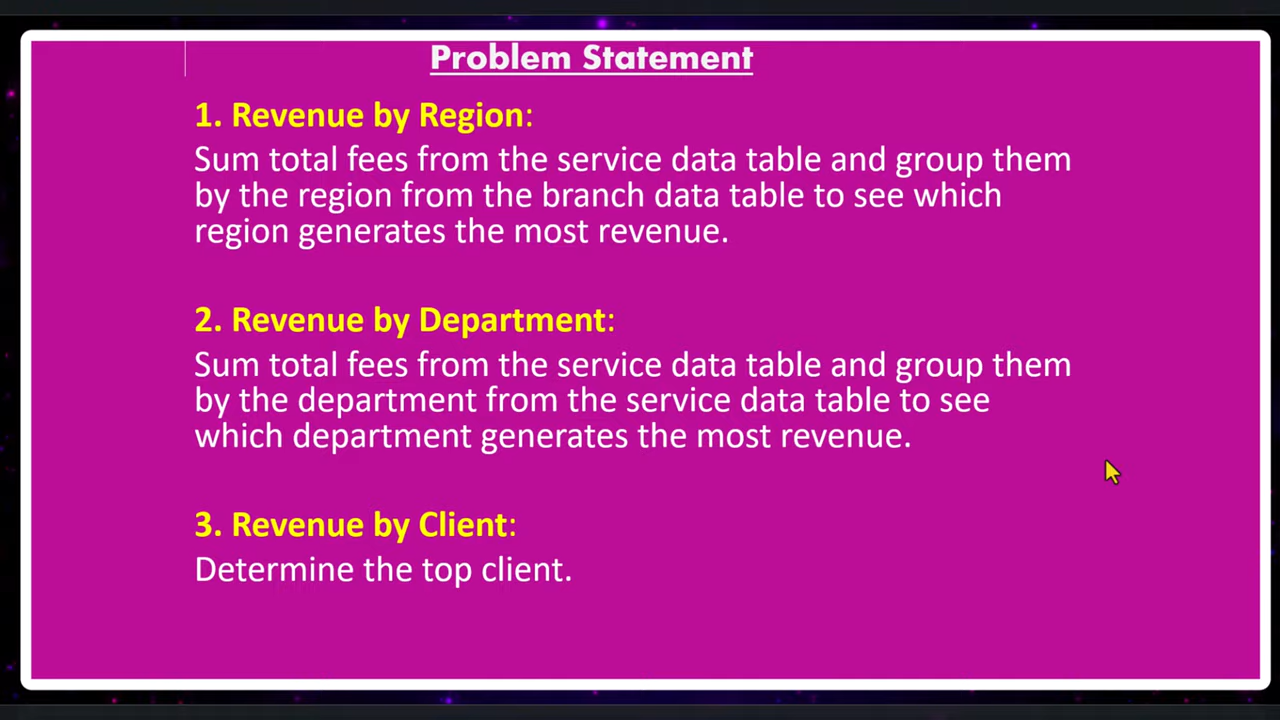 Problem Statement
1. Revenue by Region:
Sum total fees from the service data table and group them
by the region from the branch data table to see which
region generates the most revenue.
2. Revenue by Department:
Sum total fees from the service data table and group them
by the department from the service data table to see
which department generates the most revenue.
3. Revenue by Client:
Determine the top client.